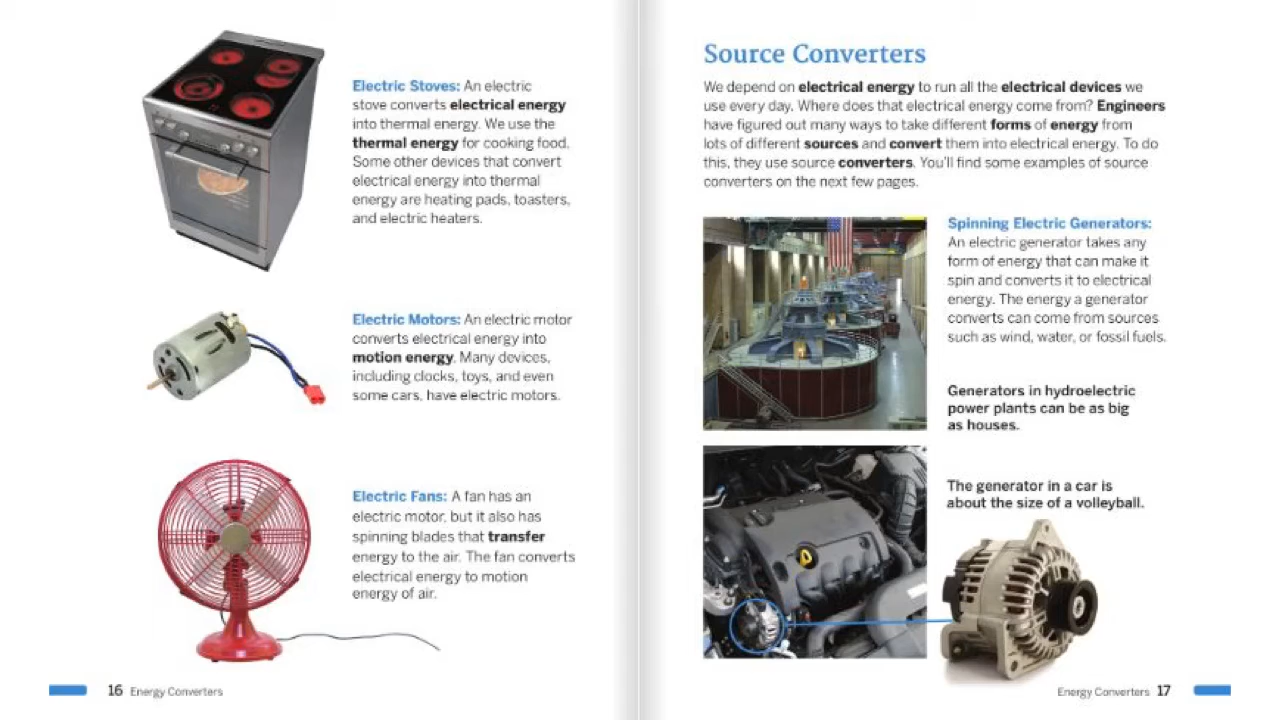 Electric Stoves: An electric
stove converts electrical energy
into thermal energy. We use the
thermal energy for cooking food.
Some other devices that convert
electrical energy into thermal
energy are heating pads, toasters,
and electric heaters.
Electric Motors: An electric motor
converts electrical energy into
motion energy. Many devices,
including clocks, toys, and even
some cars, have electric motors.
Electric Fans: A fan has an
electric motor, but it also has
spinning blades that transfer
energy to the air. The fan converts
electrical energy to motion
energy of air.
16 Energy Converters
Source Converters
We depend on electrical energy to run all the electrical devices we
use every day. Where does that electrical energy come from? Engineers
have figured out many ways to take different forms of energy from
lots of different sources and convert them into electrical energy. To do
this, they use source converters. You'll find some examples of source
converters on the next few pages.
Spinning Electric Generators:
An electric generator takes any
form of energy that can make it
spin and converts it to electrical
energy. The energy a generator
converts can come from sources
such as wind, water, or fossil fuels.
Generators in hydroelectric
power plants can be as big
as houses.
The generator in a car is
about the size of a volleyball.
Energy Converters 17